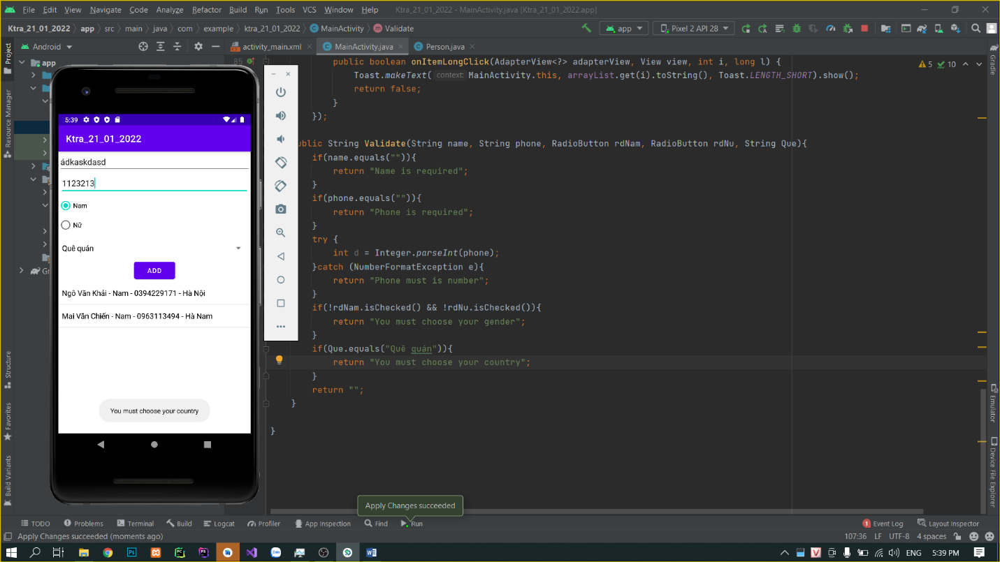 File Edit View Navigate Code Analyze Refactor Build Run Tools VCS Window Help Ktra_21_01_2022 - MainActivity.java [Ktra_21_01_2022.app]
Ktra_21_01_2022 app src main java com example ktra_21_01_2022 MainActivity Validate app Pixel 2 API 28
Project
Resource Manager
Structure
Favorites
Build Variants
Android
activity_main.xml MainActivity.java Person.java
app
Gr
5:39
Ktra_21_01_2022
ádkaskdasd
1123213
Nam
Nữ
Quê quán
ADD
Ngô Văn Khải - Nam - 0394229171 - Hà Nội
Mai Văn Chiến - Nam - 0963113494 - Hà Nam
You must choose your country
85
5 10
public boolean onItemLongClick(AdapterView<?> adapterView, View view, int i, long l) {
Toast.makeText( context: MainActivity.this, arrayList.get(i).toString(), Toast.LENGTH_SHORT).show();
return false;
}
});
ublic String Validate(String name, String phone, RadioButton rdNam, RadioButton rdNu, String Que){
if(name.equals("")){
return "Name is required";
}
if(phone.equals("")){
return "Phone is required";
}
try {
int d = Integer.parseInt(phone);
}catch (NumberFormatException e){
return "Phone must is number";
}
if(!rdNam.isChecked() && !rdNu.isChecked()){
return "You must choose your gender";
}
if(Que.equals("Quê quán")){
return "You must choose your country";
}
return "";
}
}
Gradle
Emulator
Device File Explorer
Apply Changes succeeded
TODO Problems Terminal Build Logcat Profiler App Inspection Find Run 1 Event Log Layout Inspector
Apply Changes succeeded (moments ago) 107:36 LF UTF-8 4 spaces
ENG 5:39 PM